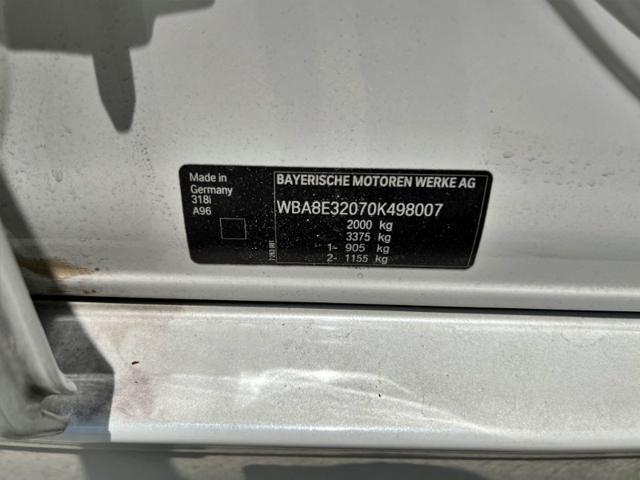 Made in
Germany
318i
A96
BAYERISCHE MOTOREN WERKE AG
WBA8E32070K498007
2000 kg
3375 kg
1- 905 kg
2- 1155 kg